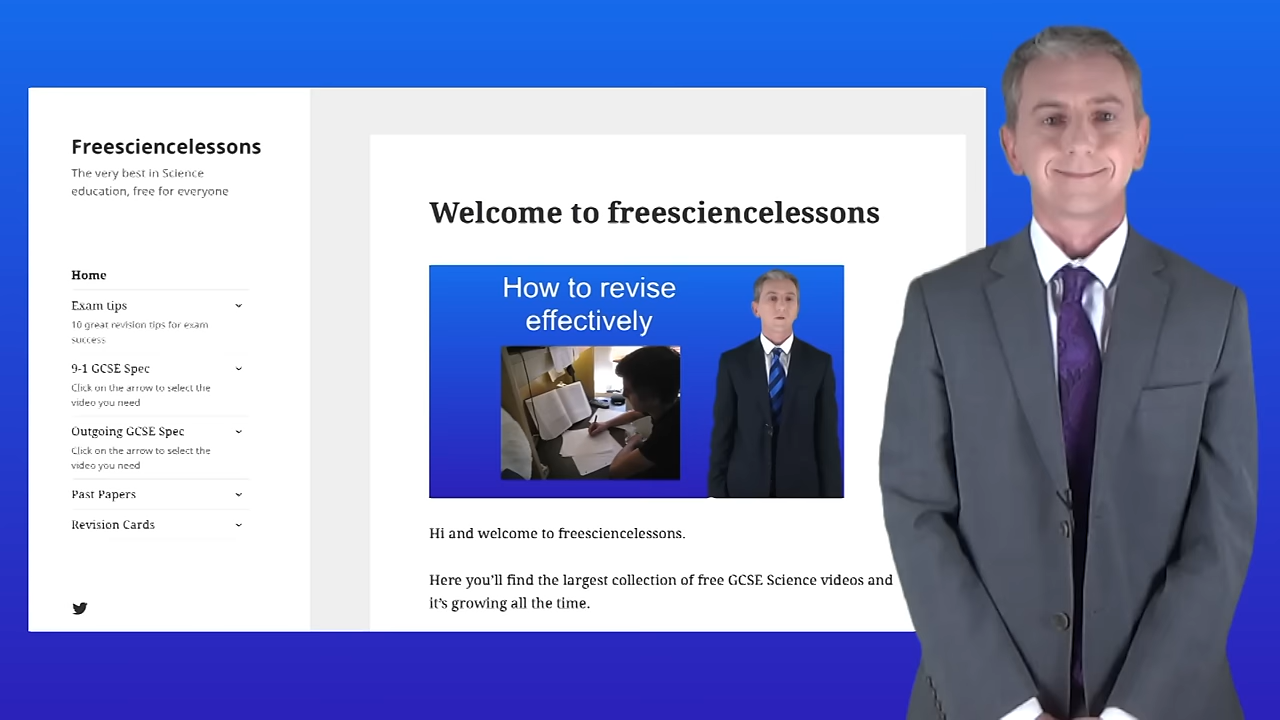 Freesciencelessons
The very best in Science
education, free for everyone
Home
Exam tips
10 great revision tips for exam
success
9-1 GCSE Spec
Click on the arrow to select the
video you need
Outgoing GCSE Spec
Click on the arrow to select the
video you need
Past Papers
Revision Cards
Welcome to freesciencelessons
How to revise
effectively
Hi and welcome to freesciencelessons.
Here you'll find the largest collection of free GCSE Science videos and
it's growing all the time.